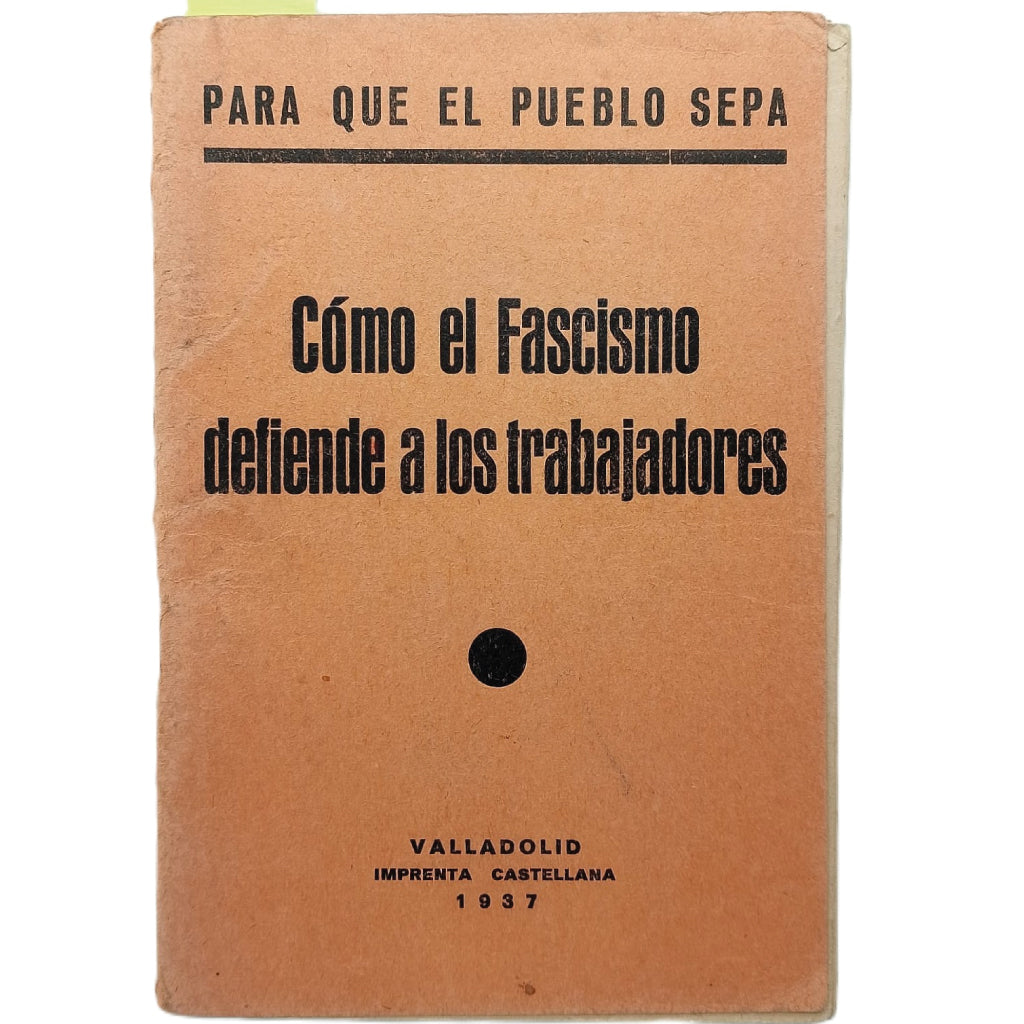 PARA QUE EL PUEBLO SEPA
Cómo el Fascismo
defiende a los trabajadores
VALLADOLID
IMPRENTA CASTELLANA
1937